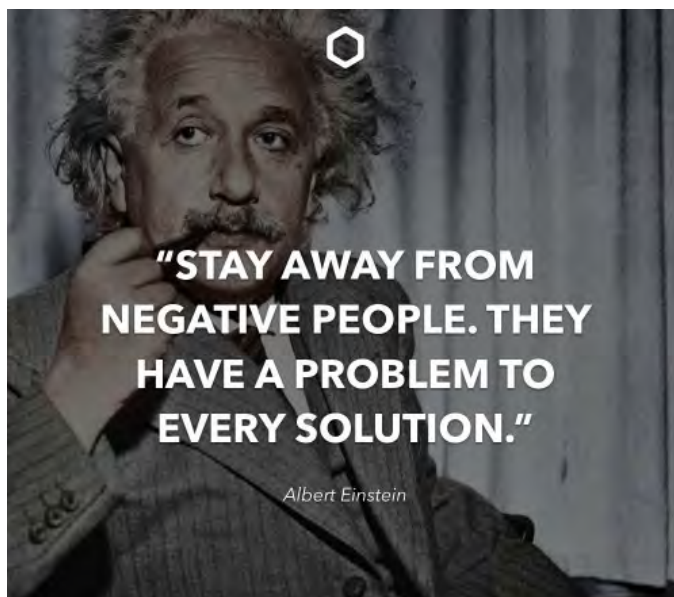 “STAY AWAY FROM
NEGATIVE PEOPLE. THEY
HAVE A PROBLEM TO
EVERY SOLUTION.”
Albert Einstein